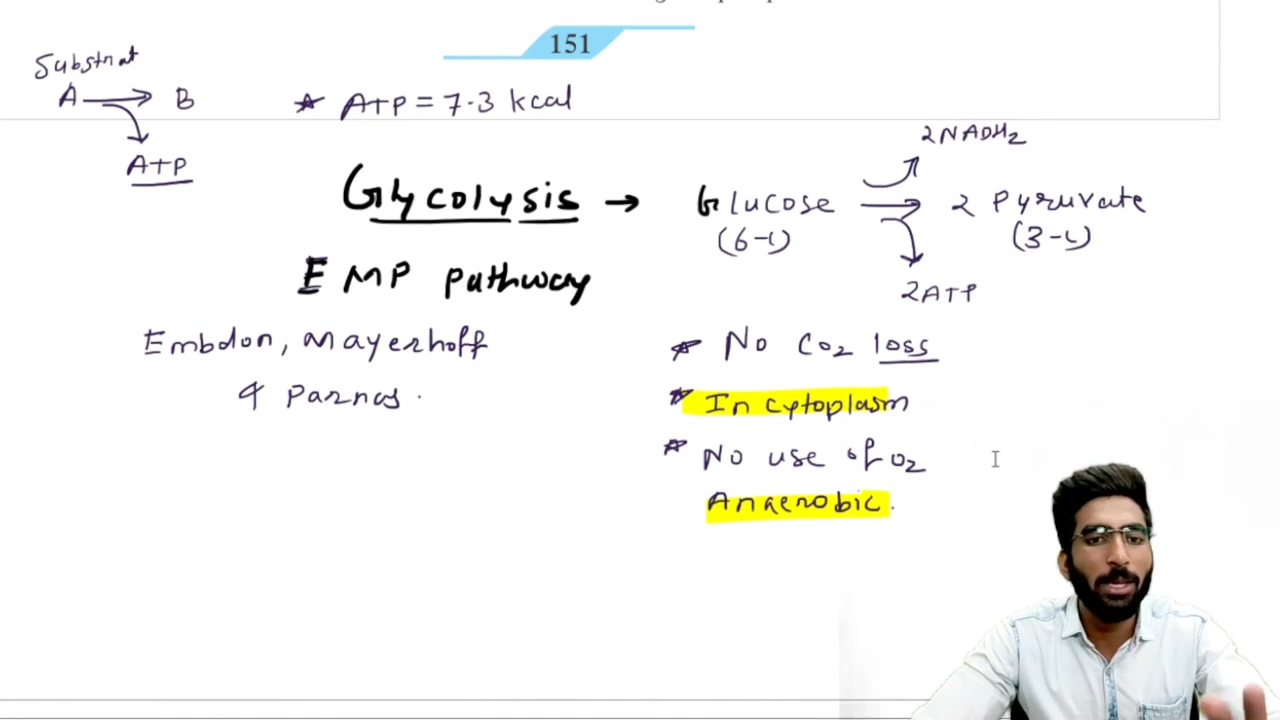 151
Substrat
A → B
ATP
* ATP = 7.3 kcal
Glycolysis → Glucose → 2 Pyruvate
(6-C) (3-C)
2NADH2
2ATP
EMP pathway
Embdon, Mayerhoff
& Parnas.
* No CO2 loss
* In cytoplasm
* No use of O2
Anaerobic.